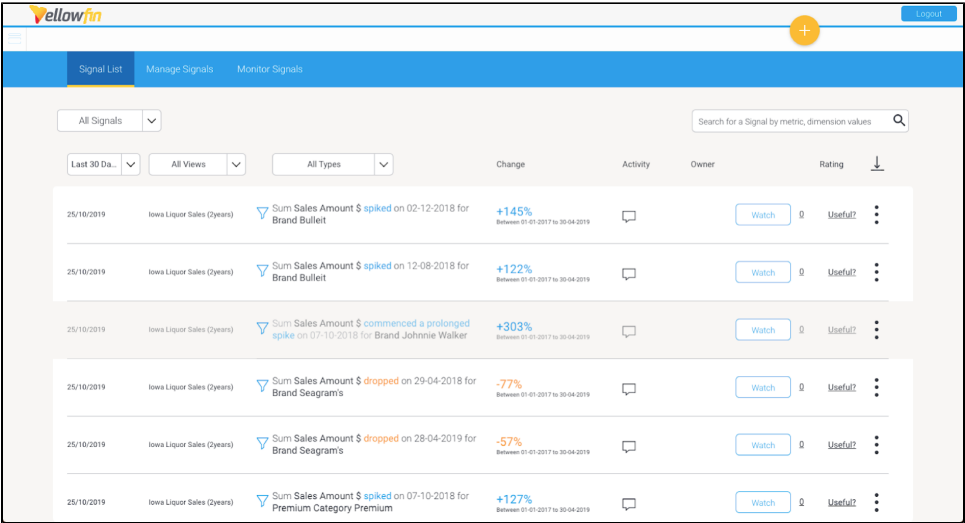 Yellowfin
Logout
+
Signal List Manage Signals Monitor Signals
All Signals
Search for a Signal by metric, dimension values
Last 30 Da... All Views All Types Change Activity Owner Rating
25/10/2019 Iowa Liquor Sales (2years) Sum Sales Amount $ spiked on 02-12-2018 for
Brand Bulleit
+145%
Between 01-01-2017 to 30-04-2019
Watch 0 Useful?
25/10/2019 Iowa Liquor Sales (2years) Sum Sales Amount $ spiked on 12-08-2018 for
Brand Bulleit
+122%
Between 01-01-2017 to 30-04-2019
Watch 0 Useful?
25/10/2019 Iowa Liquor Sales (2years) Sum Sales Amount $ commenced a prolonged
spike on 07-10-2018 for Brand Johnnie Walker
+303%
Between 01-01-2017 to 30-04-2019
Watch 0 Useful?
25/10/2019 Iowa Liquor Sales (2years) Sum Sales Amount $ dropped on 29-04-2018 for
Brand Seagram's
-77%
Between 01-01-2017 to 30-04-2019
Watch 0 Useful?
25/10/2019 Iowa Liquor Sales (2years) Sum Sales Amount $ dropped on 28-04-2019 for
Brand Seagram's
-57%
Between 01-01-2017 to 30-04-2019
Watch 0 Useful?
25/10/2019 Iowa Liquor Sales (2years) Sum Sales Amount $ spiked on 07-10-2018 for
Premium Category Premium
+127%
Between 01-01-2017 to 30-04-2019
Watch 0 Useful?